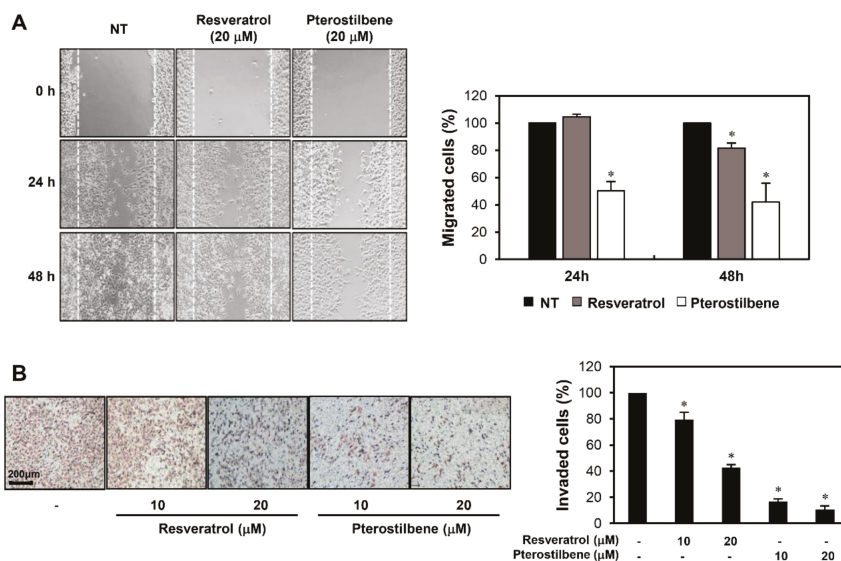 A
NT
Resveratrol
(20 μM)
Pterostilbene
(20 μM)
0 h
24 h
48 h
Migrated cells (%)
120
100
80
60
40
20
0
*
*
*
24h
48h
NT
Resveratrol
Pterostilbene
B
200μm
- 10 20 10 20
Resveratrol (μM)
Pterostilbene (μM)
Invaded cells (%)
120
100
80
60
40
20
0
*
*
*
*
Resveratrol (μM) - 10 20 - -
Pterostilbene (μM) - - - 10 20